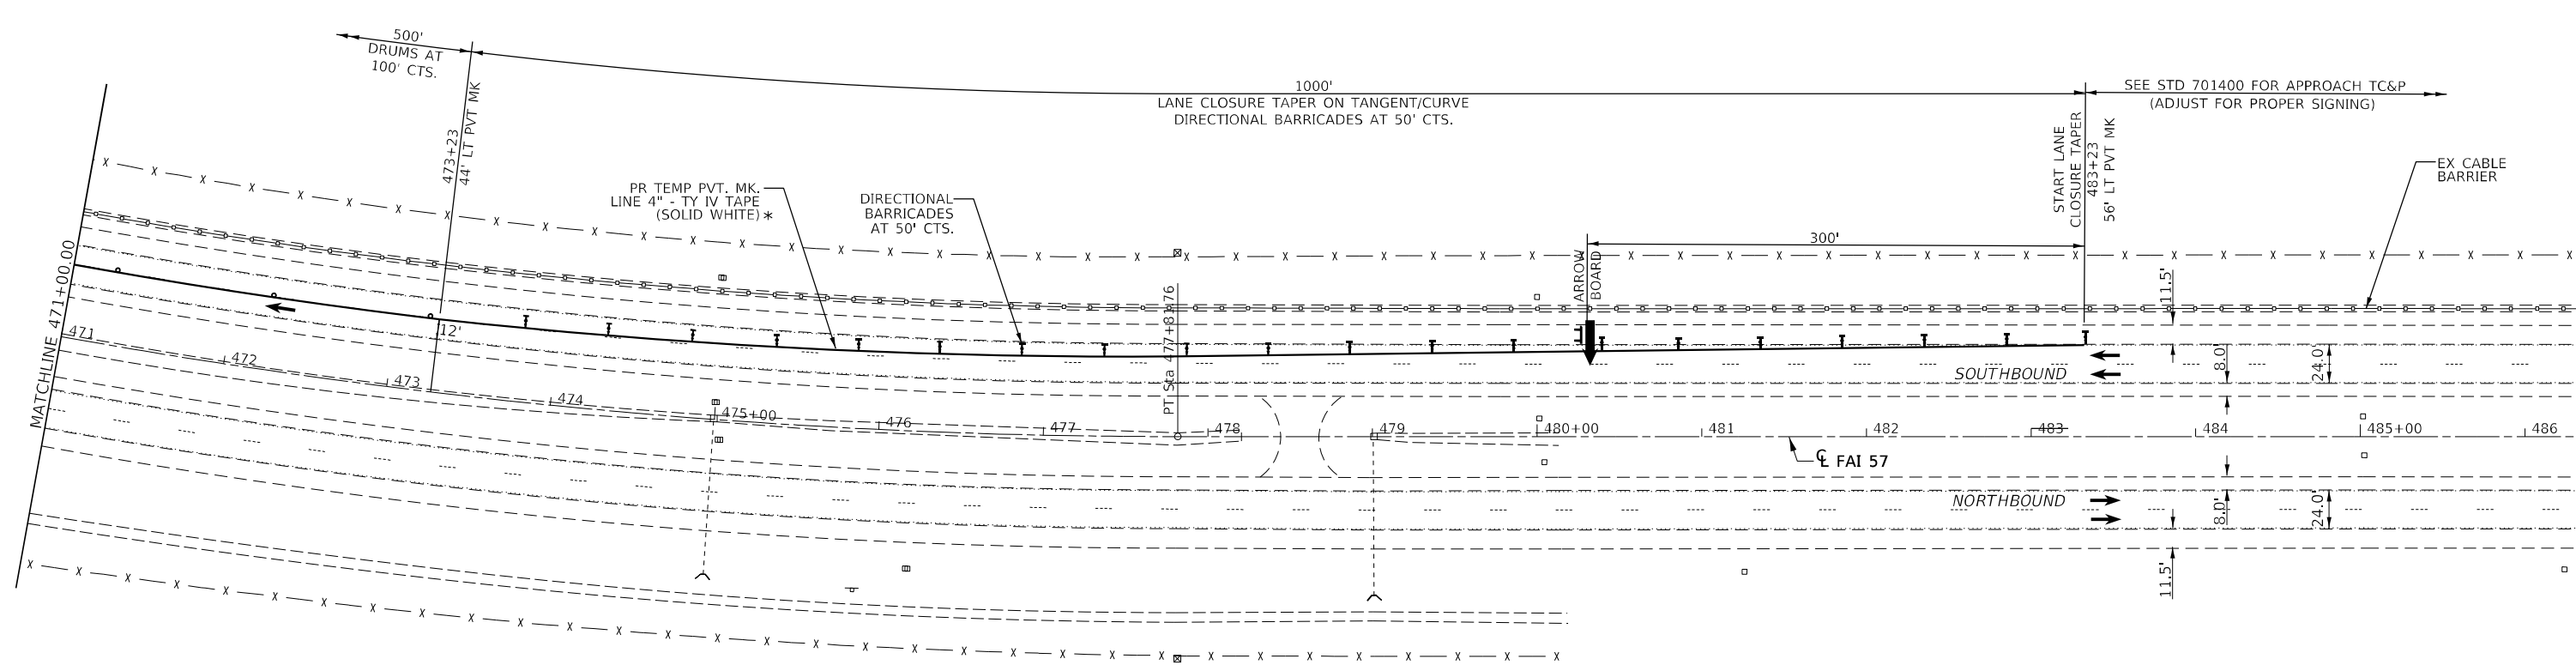 500'
DRUMS AT
100' CTS.
473+23
44' LT PVT MK
1000'
LANE CLOSURE TAPER ON TANGENT/CURVE
DIRECTIONAL BARRICADES AT 50' CTS.
SEE STD 701400 FOR APPROACH TC&P
(ADJUST FOR PROPER SIGNING)
START LANE
CLOSURE TAPER
483+23
56' LT PVT MK
EX CABLE
BARRIER
PR TEMP PVT. MK.
LINE 4" - TY IV TAPE
(SOLID WHITE)*
DIRECTIONAL
BARRICADES
AT 50' CTS.
300'
ARROW
BOARD
MATCHLINE 471+00.00
12'
PT Sta 477+81.76
11.5'
8.0'
24.0'
SOUTHBOUND
471
472
473
474
475+00
476
477
478
479
480+00
481
482
483
484
485+00
486
℄ FAI 57
NORTHBOUND
8.0'
24.0'
11.5'